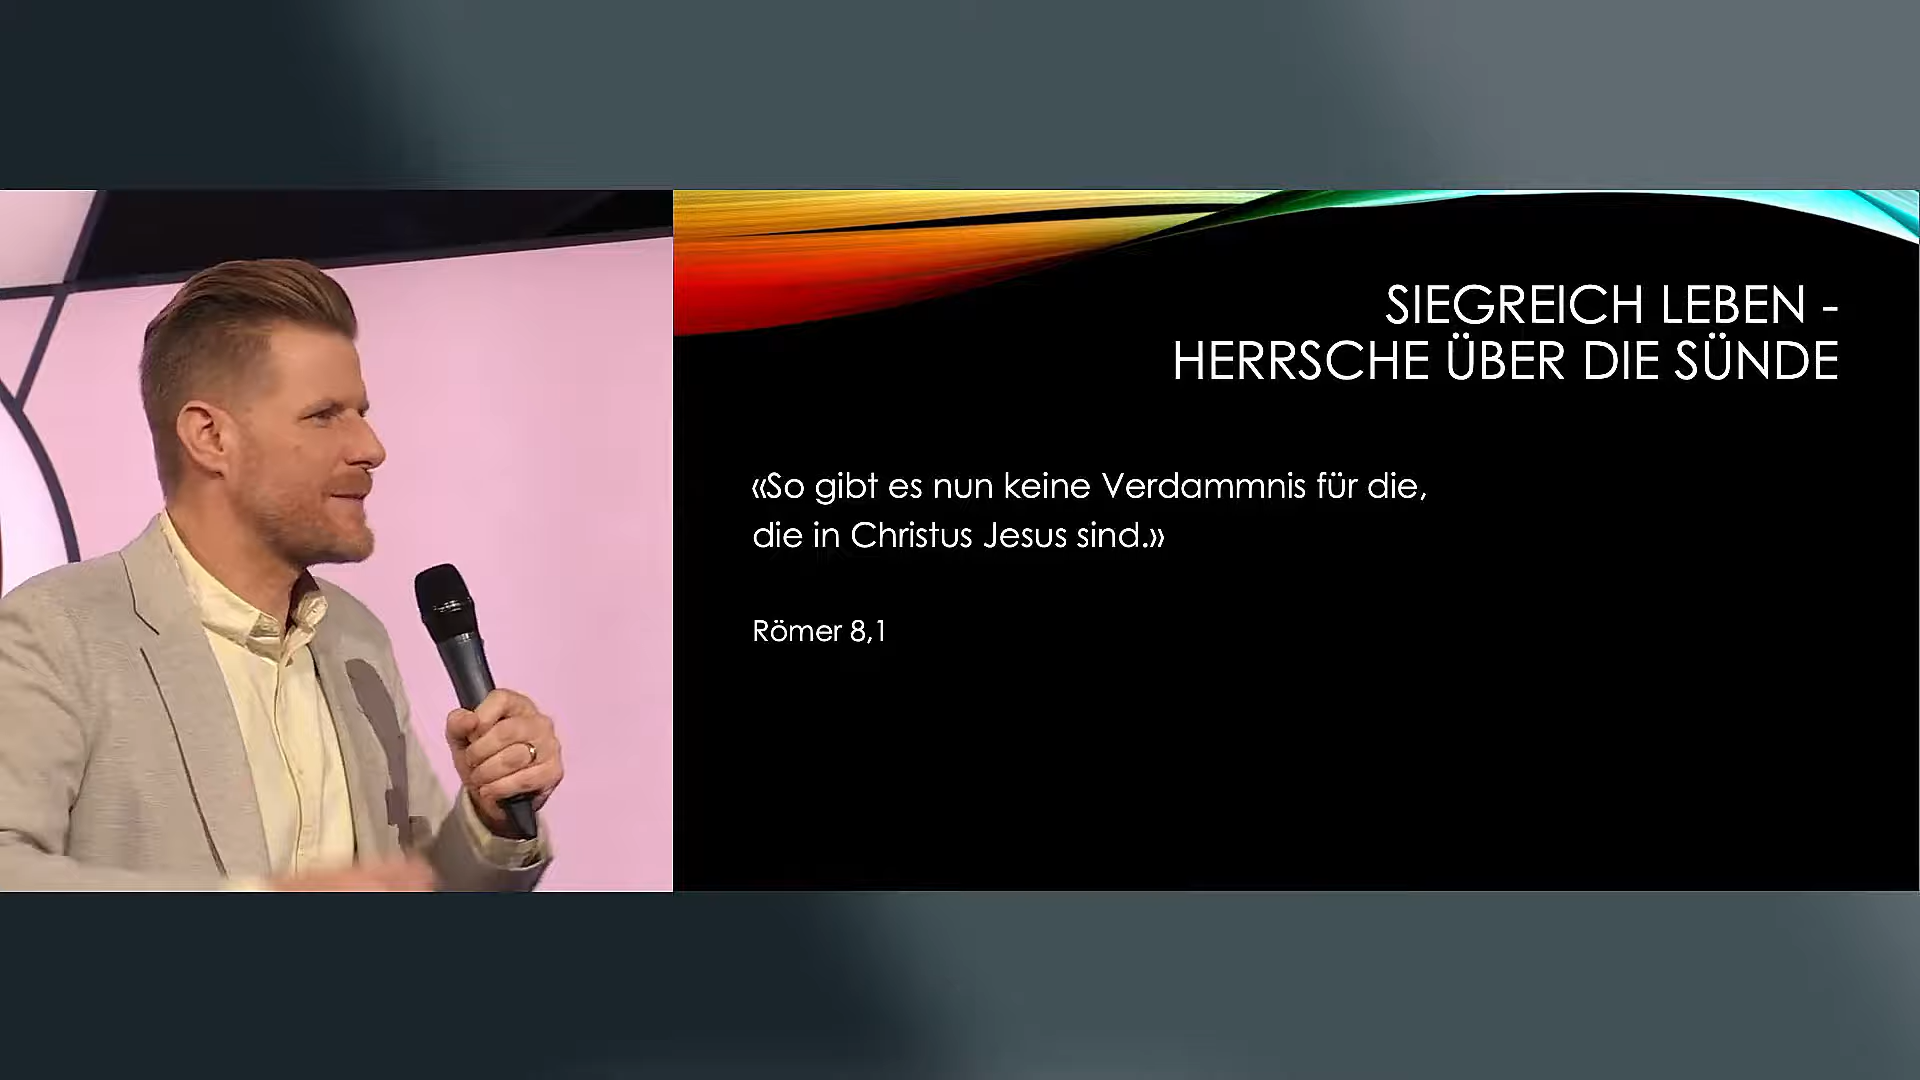 SIEGREICH LEBEN -
HERRSCHE ÜBER DIE SÜNDE
«So gibt es nun keine Verdammnis für die,
die in Christus Jesus sind.»
Römer 8,1